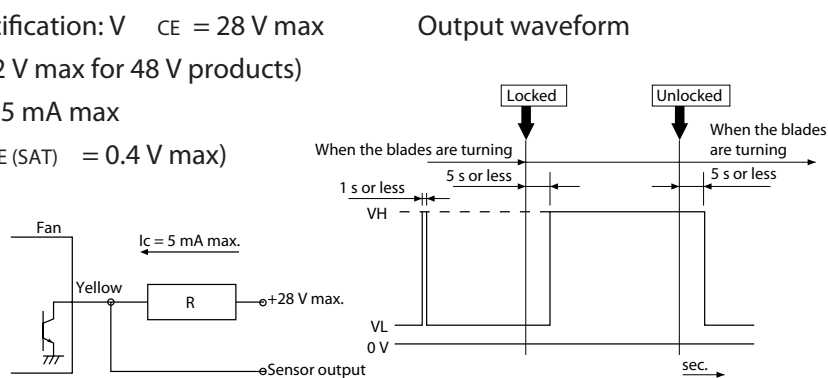 cification: V CE = 28 V max
2 V max for 48 V products)
5 mA max
E (SAT) = 0.4 V max)
Output waveform
Locked
Unlocked
When the blades are turning
When the blades
are turning
1 s or less
5 s or less
5 s or less
VH
VL
0 V
sec.
Fan
Ic = 5 mA max.
Yellow
R
+28 V max.
Sensor output